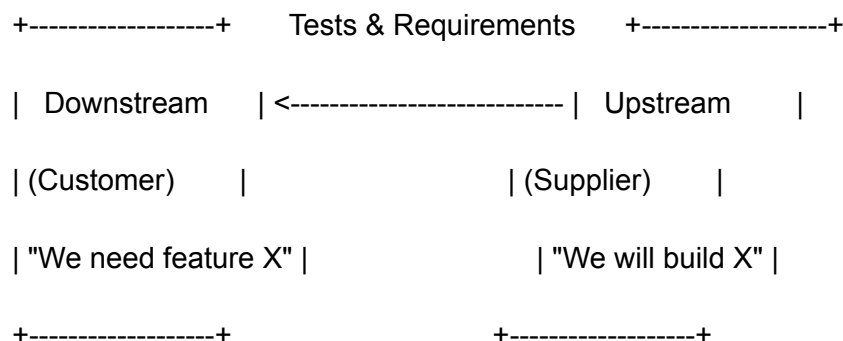 +-------------------+ Tests & Requirements +-------------------+
| Downstream | <---------------------------- | Upstream |
| (Customer) | | (Supplier) |
| "We need feature X" | | "We will build X" |
+-------------------+ +-------------------+